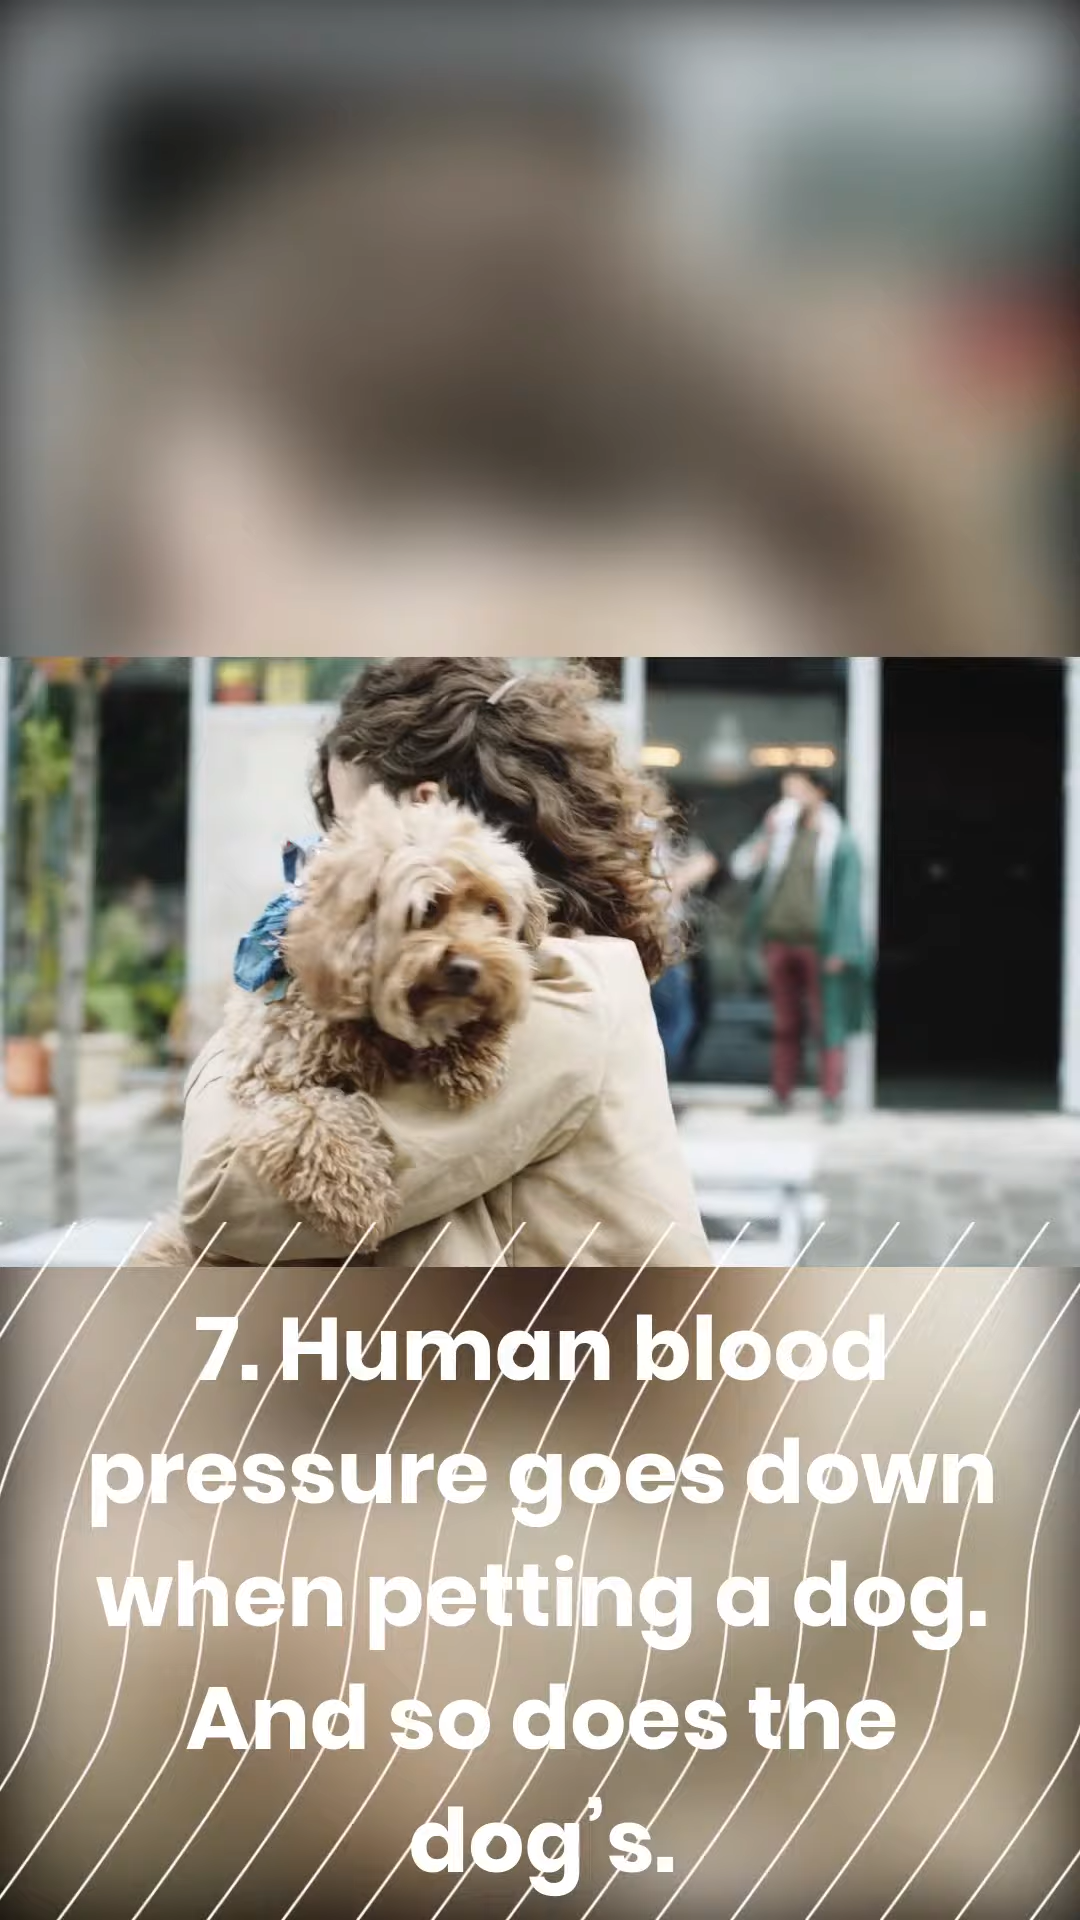 7. Human blood
pressure goes down
when petting a dog.
And so does the
dog’s.